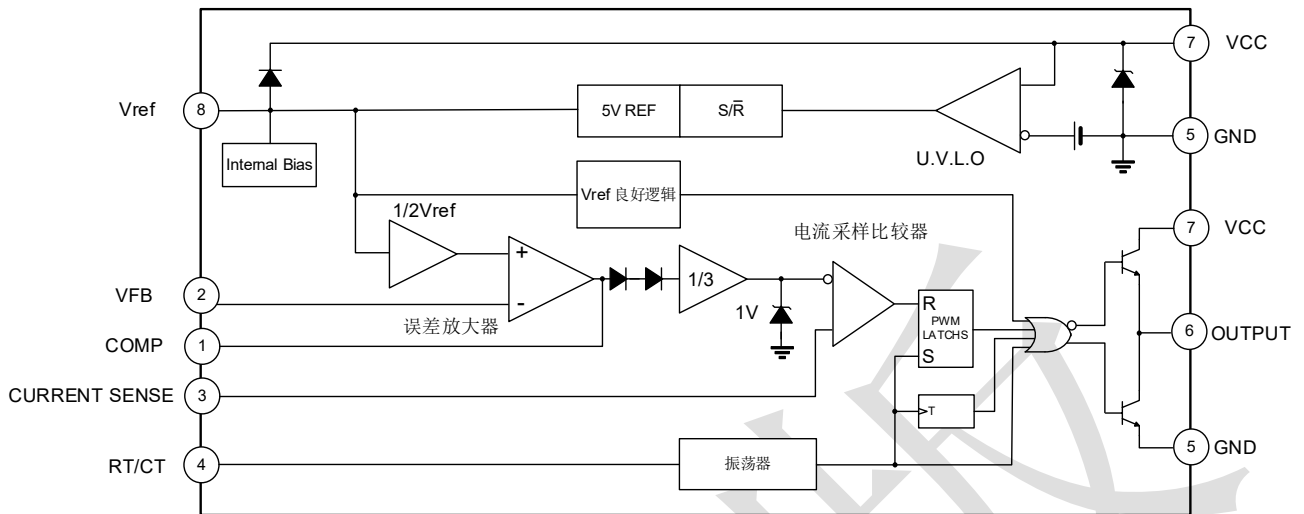 7 VCC
Vref 8
5V REF
S/R̅
5 GND
U.V.L.O
Internal Bias
Vref 良好逻辑
1/2Vref
电流采样比较器
7 VCC
+
-
1/3
1V
R
PWM
LATCHS
S
VFB 2
误差放大器
COMP 1
6 OUTPUT
CURRENT SENSE 3
T
RT/CT 4
振荡器
5 GND